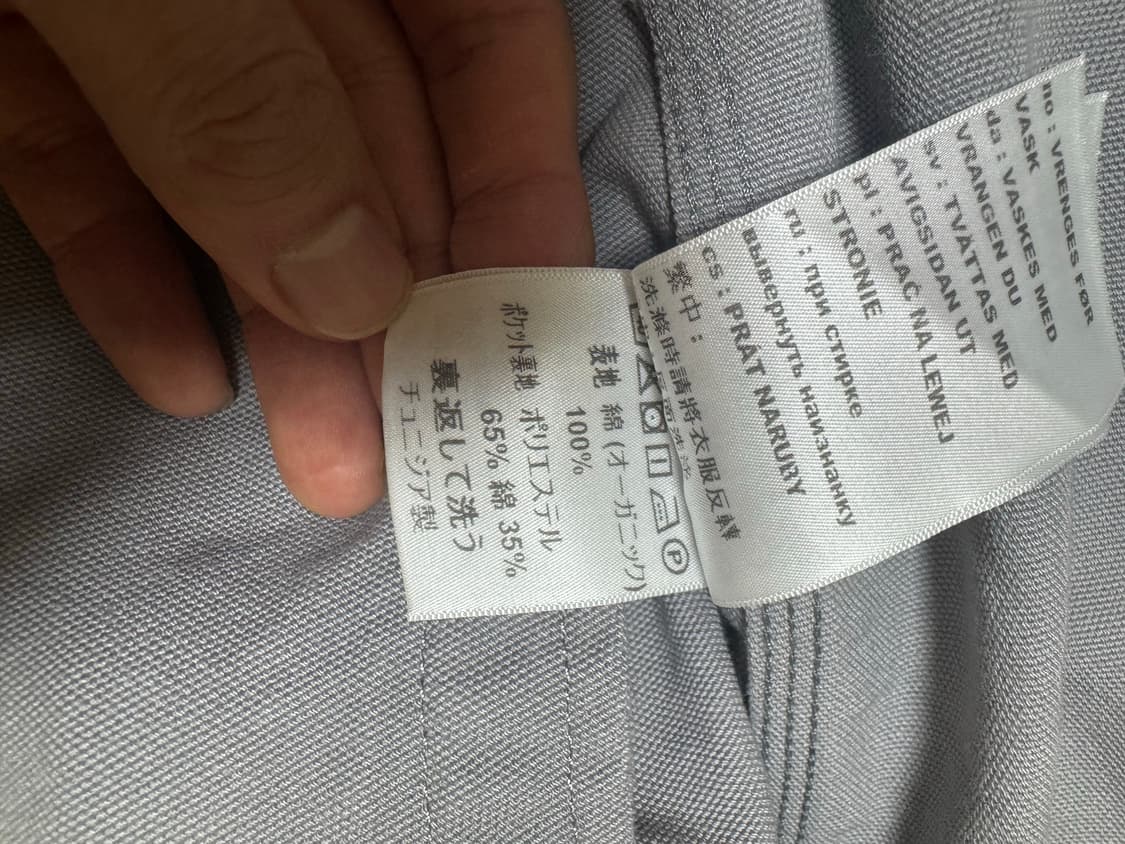 no : VRENGES FØR
VASK
da : VASKES MED
VRANGEN DU
sv : TVATTAS MED
AVIGSIDAN UT
pl : PRAC NA LEWEJ
STRONIE
ru : при стирке
вывернуть наизнанку
cs : PRAT NARUBY
繁中 :
洗滌時請將衣服反轉
P
表地 綿 (オーガニック)
100%
ポケット裏地 ポリエステル
65% 綿 35%
裏返して洗う
チュニジア製